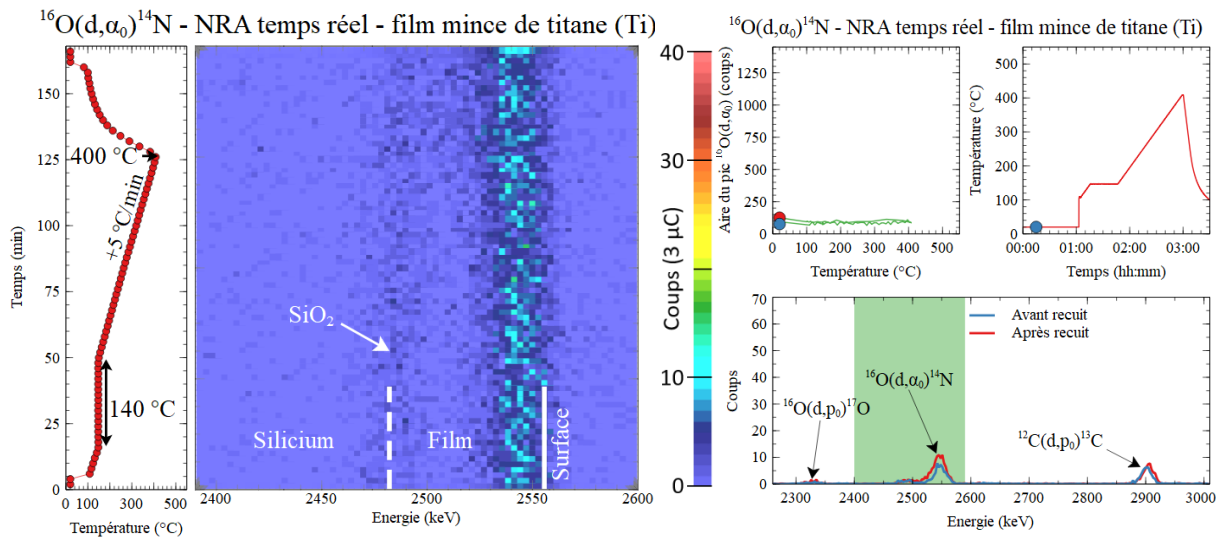 ¹⁶O(d,α₀)¹⁴N - NRA temps réel - film mince de titane (Ti)
Temps (min)
0
25
50
75
100
125
150
0
100
200
300
400
500
Température (°C)
400 °C
+5 °C/min
140 °C
SiO₂
Silicium
Film
Surface
2400
2450
2500
2550
2600
Energie (keV)
Coups (3 µC)
40
30
20
10
0
¹⁶O(d,α₀)¹⁴N - NRA temps réel - film mince de titane (Ti)
Aire du pic ¹⁶O(d,α₀) (coups)
1250
1000
750
500
250
0
0
100
200
300
400
500
Température (°C)
Température (°C)
500
400
300
200
100
0
00:00
01:00
02:00
03:00
Temps (hh:mm)
Coups
70
60
50
40
30
20
10
0
Avant recuit
Après recuit
¹⁶O(d,p₀)¹⁷O
¹⁶O(d,α₀)¹⁴N
¹²C(d,p₀)¹³C
2300
2400
2500
2600
2700
2800
2900
3000
Energie (keV)